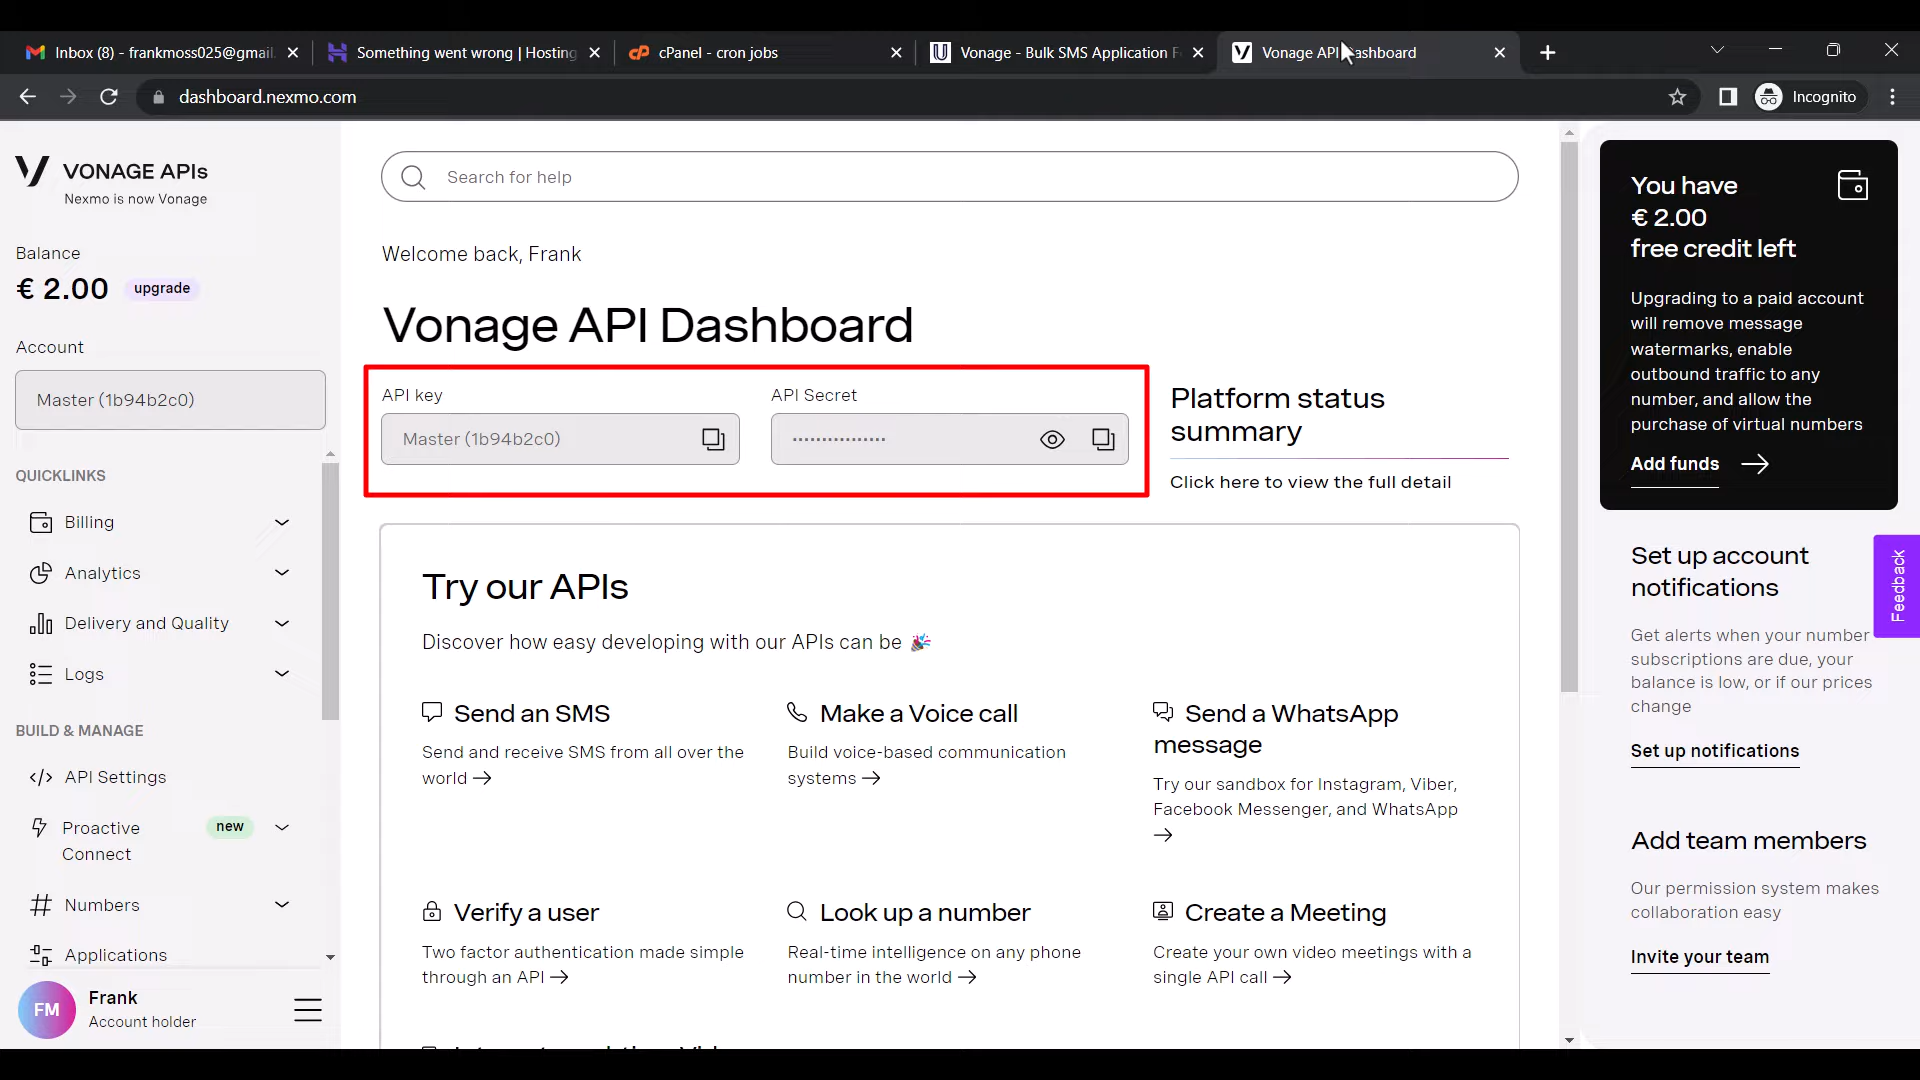 Inbox (8) - frankmoss025@gmail.
Something went wrong | Hosting
cPanel - cron jobs
Vonage - Bulk SMS Application F
Vonage API Dashboard
dashboard.nexmo.com
Incognito
VONAGE APIs
Nexmo is now Vonage
Balance
€ 2.00
upgrade
Account
Master (1b94b2c0)
QUICKLINKS
Billing
Analytics
Delivery and Quality
Logs
BUILD & MANAGE
API Settings
Proactive
Connect
new
Numbers
Applications
FM
Frank
Account holder
Search for help
Welcome back, Frank
Vonage API Dashboard
API key
Master (1b94b2c0)
API Secret
••••••••••••••••
Platform status
summary
Click here to view the full detail
Try our APIs
Discover how easy developing with our APIs can be 🎉
Send an SMS
Send and receive SMS from all over the
world →
Make a Voice call
Build voice-based communication
systems →
Send a WhatsApp
message
Try our sandbox for Instagram, Viber,
Facebook Messenger, and WhatsApp
→
Verify a user
Two factor authentication made simple
through an API →
Look up a number
Real-time intelligence on any phone
number in the world →
Create a Meeting
Create your own video meetings with a
single API call →
You have
€ 2.00
free credit left
Upgrading to a paid account
will remove message
watermarks, enable
outbound traffic to any
number, and allow the
purchase of virtual numbers
Add funds →
Set up account
notifications
Get alerts when your number
subscriptions are due, your
balance is low, or if our prices
change
Set up notifications
Add team members
Our permission system makes
collaboration easy
Invite your team
Feedback